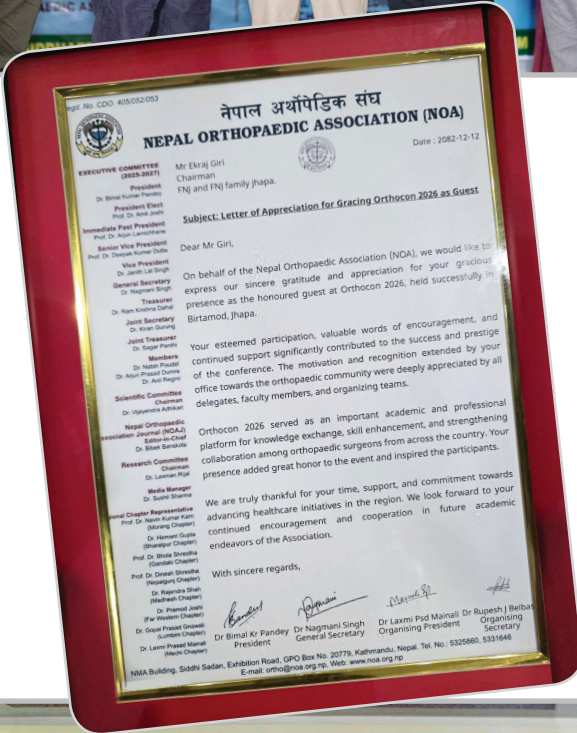 egd. No. CDO. 405/052/053
नेपाल अर्थोपेडिक संघ
NEPAL ORTHOPAEDIC ASSOCIATION (NOA)
Date : 2082-12-12
EXECUTIVE COMMITTEE
(2025-2027)
President
Dr. Bimal Kumar Pandey
President Elect
Prof. Dr. Amit Joshi
Immediate Past President
Prof. Dr. Arjun Lamichhane
Senior Vice President
Prof. Dr. Deepak Kumar Dutta
Vice President
Dr. Janith Lal Singh
General Secretary
Dr. Nagmani Singh
Treasurer
Dr. Ram Krishna Dahal
Joint Secretary
Dr. Kiran Gurung
Joint Treasurer
Dr. Sagar Panthi
Members
Dr. Nabin Poudel
Dr. Arjun Prasad Dumre
Dr. Anil Regmi
Scientific Committee
Chairman
Dr. Vijayendra Adhikari
Nepal Orthopaedic
ssociation Journal (NOAJ)
Editor-in-Chief
Dr. Bibek Banskota
Research Committee
Chairman
Dr. Laxman Rijal
Media Manager
Dr. Sushil Sharma
onal Chapter Representative
Prof. Dr. Navin Kumar Karn
(Morang Chapter)
Dr. Hemant Gupta
(Bharatpur Chapter)
Prof. Dr. Bhola Shrestha
(Gandaki Chapter)
Prof. Dr. Dinesh Shrestha
(Nepalgunj Chapter)
Dr. Rajendra Shah
(Madhesh Chapter)
Dr. Pramod Joshi
(Far Western Chapter)
Dr. Gopal Prasad Gnawali
(Lumbini Chapter)
Dr. Laxmi Prasad Mainali
(Mechi Chapter)
Mr Ekraj Giri
Chairman
FNJ and FNJ family jhapa.
Subject: Letter of Appreciation for Gracing Orthocon 2026 as Guest
Dear Mr Giri,
On behalf of the Nepal Orthopaedic Association (NOA), we would like to
express our sincere gratitude and appreciation for your gracious
presence as the honoured guest at Orthocon 2026, held successfully in
Birtamod, Jhapa.
Your esteemed participation, valuable words of encouragement, and
continued support significantly contributed to the success and prestige
of the conference. The motivation and recognition extended by your
office towards the orthopaedic community were deeply appreciated by all
delegates, faculty members, and organizing teams.
Orthocon 2026 served as an important academic and professional
platform for knowledge exchange, skill enhancement, and strengthening
collaboration among orthopaedic surgeons from across the country. Your
presence added great honor to the event and inspired the participants.
We are truly thankful for your time, support, and commitment towards
advancing healthcare initiatives in the region. We look forward to your
continued encouragement and cooperation in future academic
endeavors of the Association.
With sincere regards,
Dr Bimal Kr Pandey
President
Dr Nagmani Singh
General Secretary
Dr Laxmi Psd Mainali
Organising President
Dr Rupesh J Belbas
Organising
Secretary
NMA Building, Siddhi Sadan, Exhibition Road, GPO Box No. 20779, Kathmandu, Nepal. Tel. No.: 5325860, 5331646
E-mail: ortho@noa.org.np, Web: www.noa.org.np